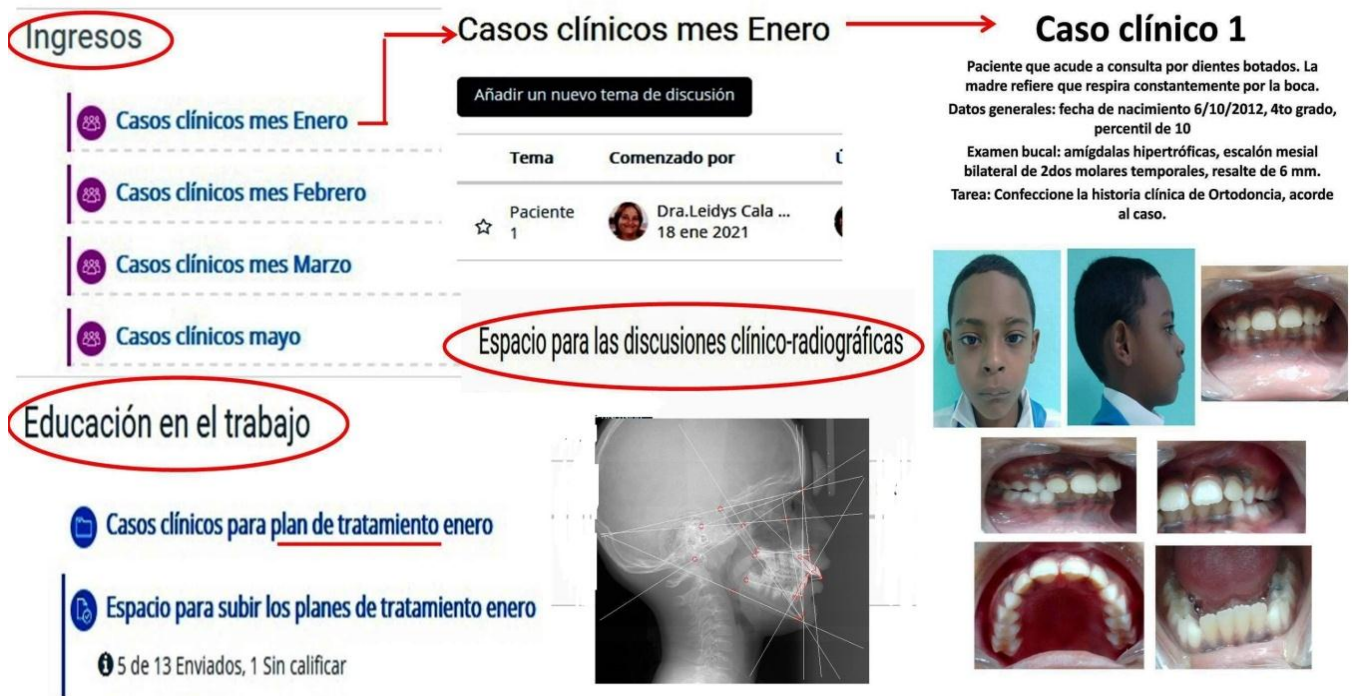 Ingresos
Casos clínicos mes Enero
Casos clínicos mes Febrero
Casos clínicos mes Marzo
Casos clínicos mayo
Educación en el trabajo
Casos clínicos para plan de tratamiento enero
Espacio para subir los planes de tratamiento enero
5 de 13 Enviados, 1 Sin calificar
Casos clínicos mes Enero
Añadir un nuevo tema de discusión
Tema Comenzado por
Paciente
1
Dra.Leidys Cala ...
18 ene 2021
Espacio para las discusiones clínico-radiográficas
Caso clínico 1
Paciente que acude a consulta por dientes botados. La
madre refiere que respira constantemente por la boca.
Datos generales: fecha de nacimiento 6/10/2012, 4to grado,
percentil de 10
Examen bucal: amígdalas hipertróficas, escalón mesial
bilateral de 2dos molares temporales, resalte de 6 mm.
Tarea: Confeccione la historia clínica de Ortodoncia, acorde
al caso.